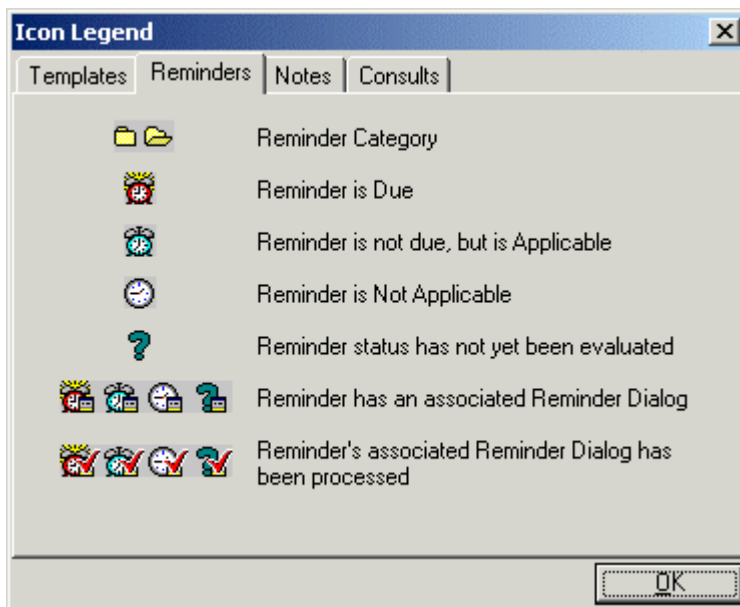 Icon Legend
Templates Reminders Notes Consults
Reminder Category
Reminder is Due
Reminder is not due, but is Applicable
Reminder is Not Applicable
? Reminder status has not yet been evaluated
Reminder has an associated Reminder Dialog
Reminder's associated Reminder Dialog has
been processed
OK